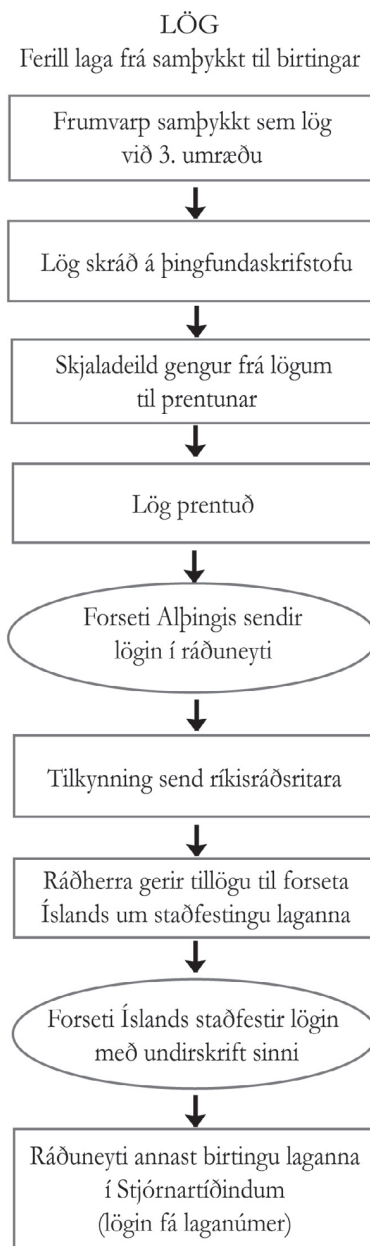 LÖG
Ferill laga frá samþykkt til birtingar
Frumvarp samþykkt sem lög
við 3. umræðu
Lög skráð á þingfundaskrifstofu
Skjaladeild gengur frá lögum
til prentunar
Lög prentuð
Forseti Alþingis sendir
lögin í ráðuneyti
Tilkynning send ríkisráðsritara
Ráðherra gerir tillögu til forseta
Íslands um staðfestingu laganna
Forseti Íslands staðfestir lögin
með undirskrift sinni
Ráðuneyti annast birtingu laganna
í Stjórnartíðindum
(lögin fá laganúmer)